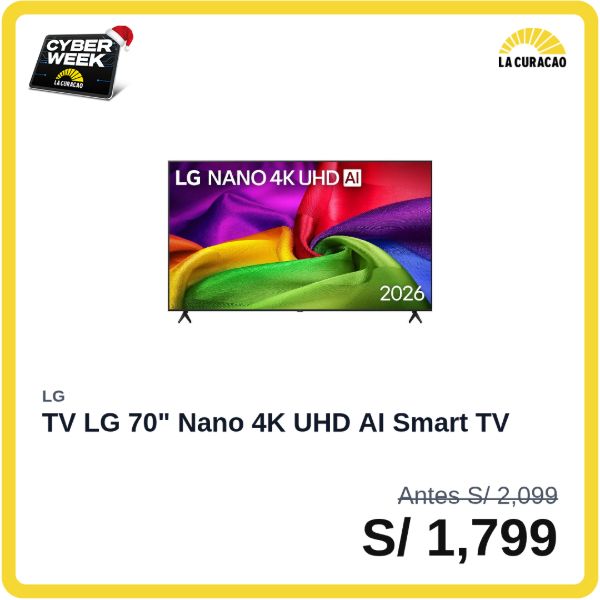 CYBER
WEEK
LA CURACAO
LA CURACAO
LG NANO 4K UHD AI
2026
LG
TV LG 70" Nano 4K UHD AI Smart TV
Antes S/ 2,099
S/ 1,799